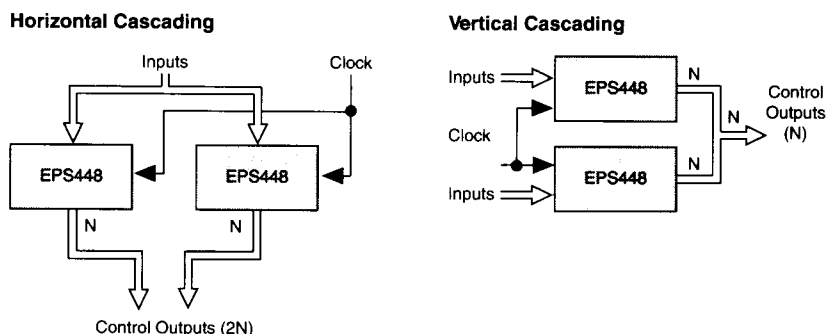 Horizontal Cascading
Inputs
Clock
EPS448
EPS448
N
N
Control Outputs (2N)
Vertical Cascading
Inputs
EPS448
N
Control
Outputs
(N)
N
Clock
EPS448
N
Inputs